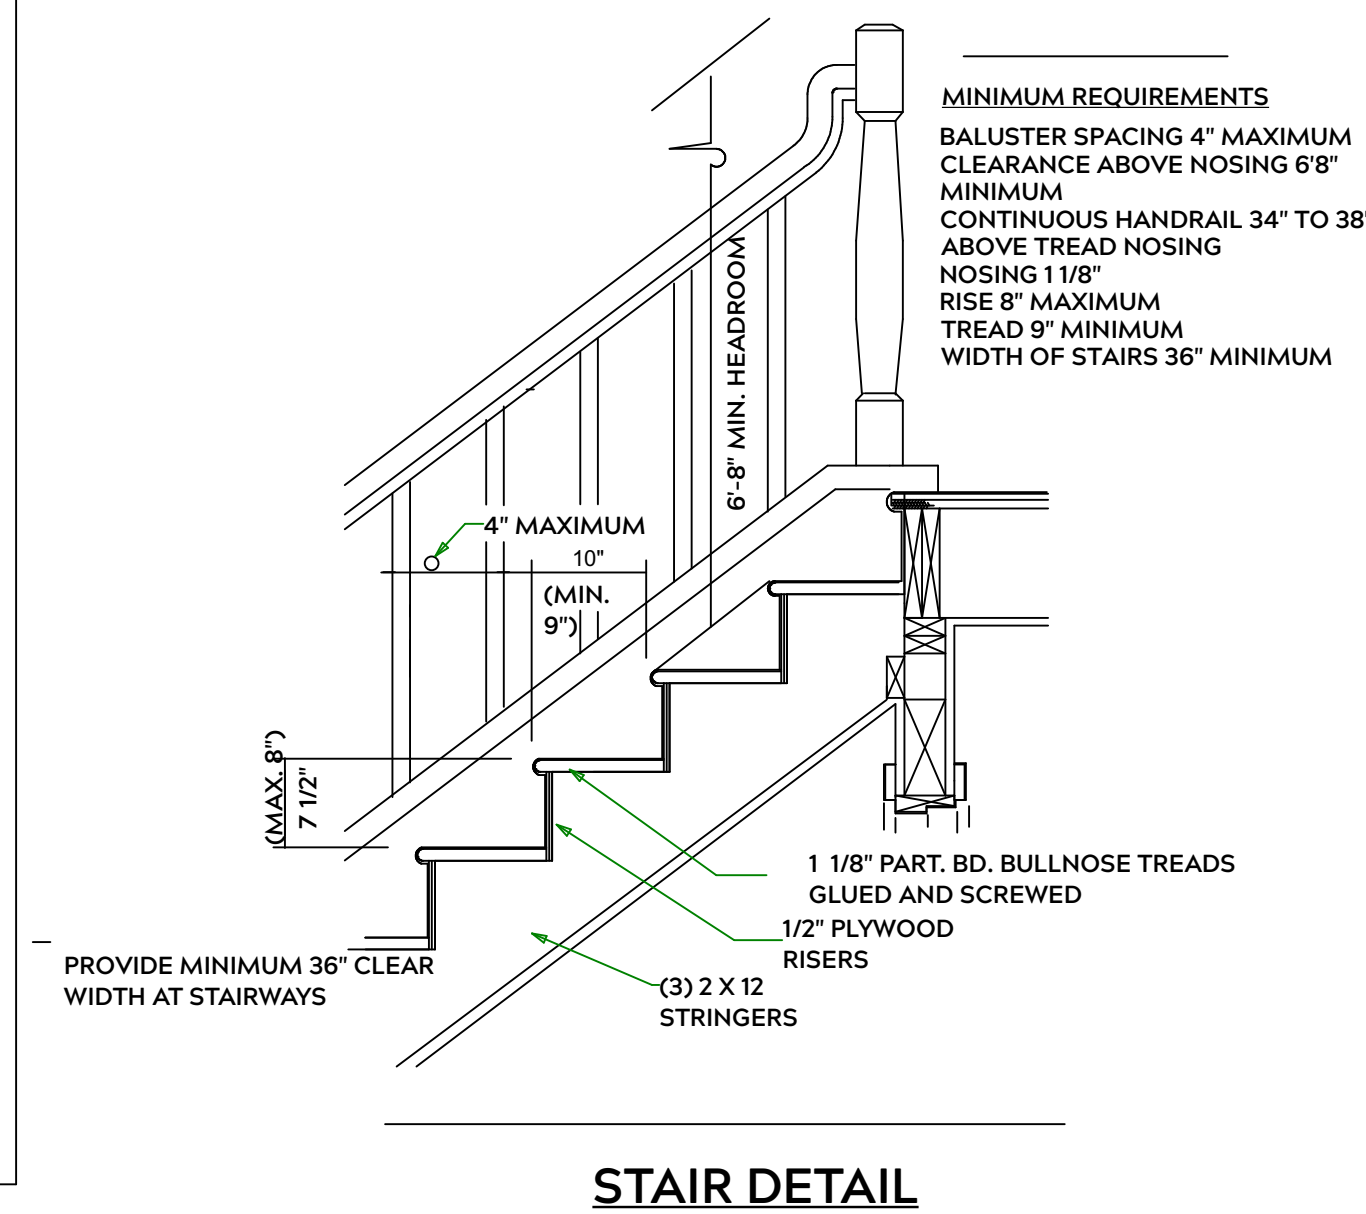 MINIMUM REQUIREMENTS
BALUSTER SPACING 4" MAXIMUM
CLEARANCE ABOVE NOSING 6'8"
MINIMUM
CONTINUOUS HANDRAIL 34" TO 38"
ABOVE TREAD NOSING
NOSING 1 1/8"
RISE 8" MAXIMUM
TREAD 9" MINIMUM
WIDTH OF STAIRS 36" MINIMUM
6'-8" MIN. HEADROOM
4" MAXIMUM
10"
(MIN.
9")
(MAX. 8")
7 1/2"
1 1/8" PART. BD. BULLNOSE TREADS
GLUED AND SCREWED
1/2" PLYWOOD
RISERS
PROVIDE MINIMUM 36" CLEAR
WIDTH AT STAIRWAYS
(3) 2 X 12
STRINGERS
STAIR DETAIL